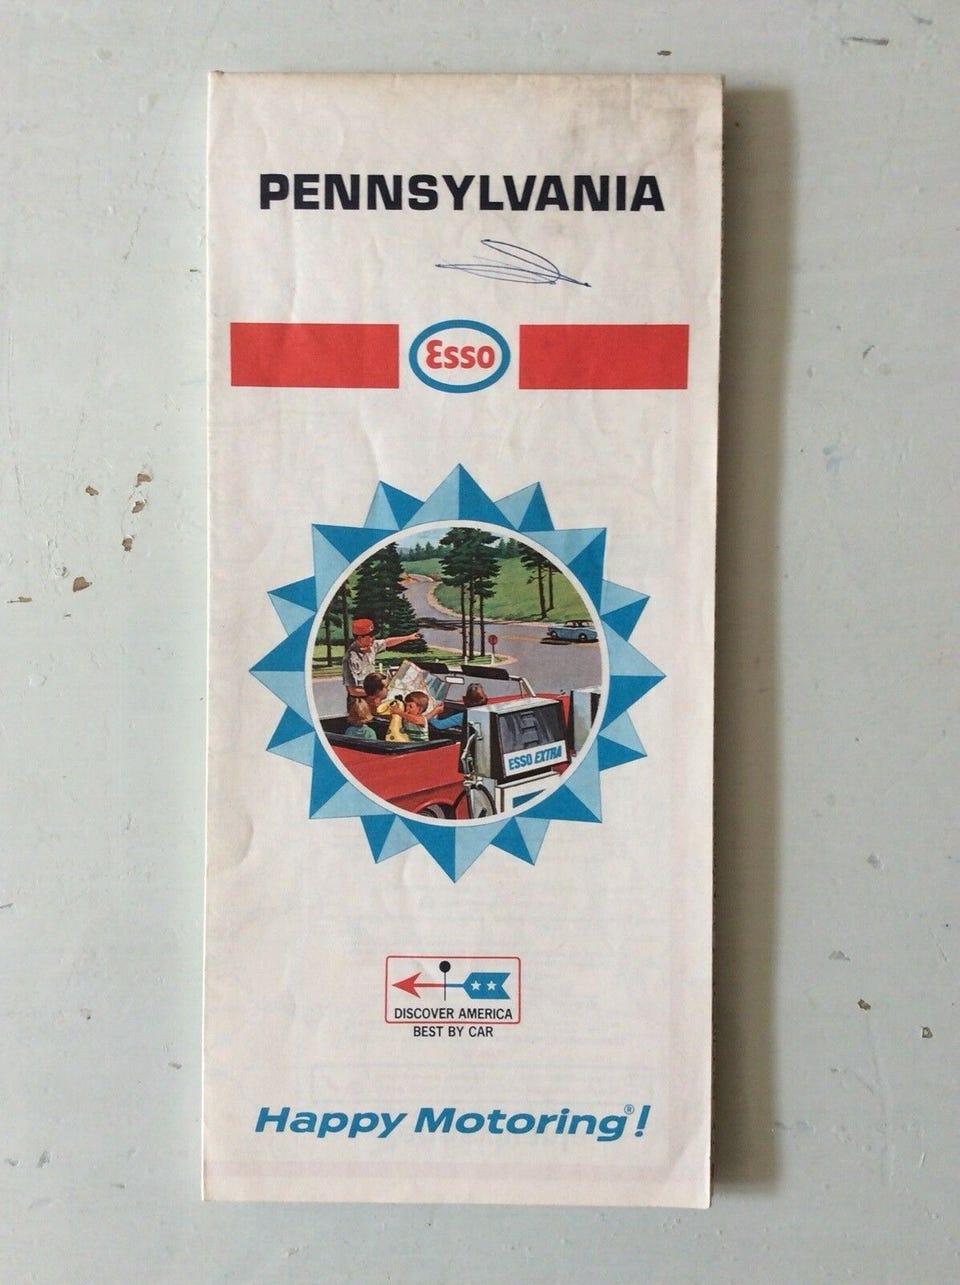 PENNSYLVANIA
Esso
ESSO EXTRA
DISCOVER AMERICA
BEST BY CAR
Happy Motoring®!